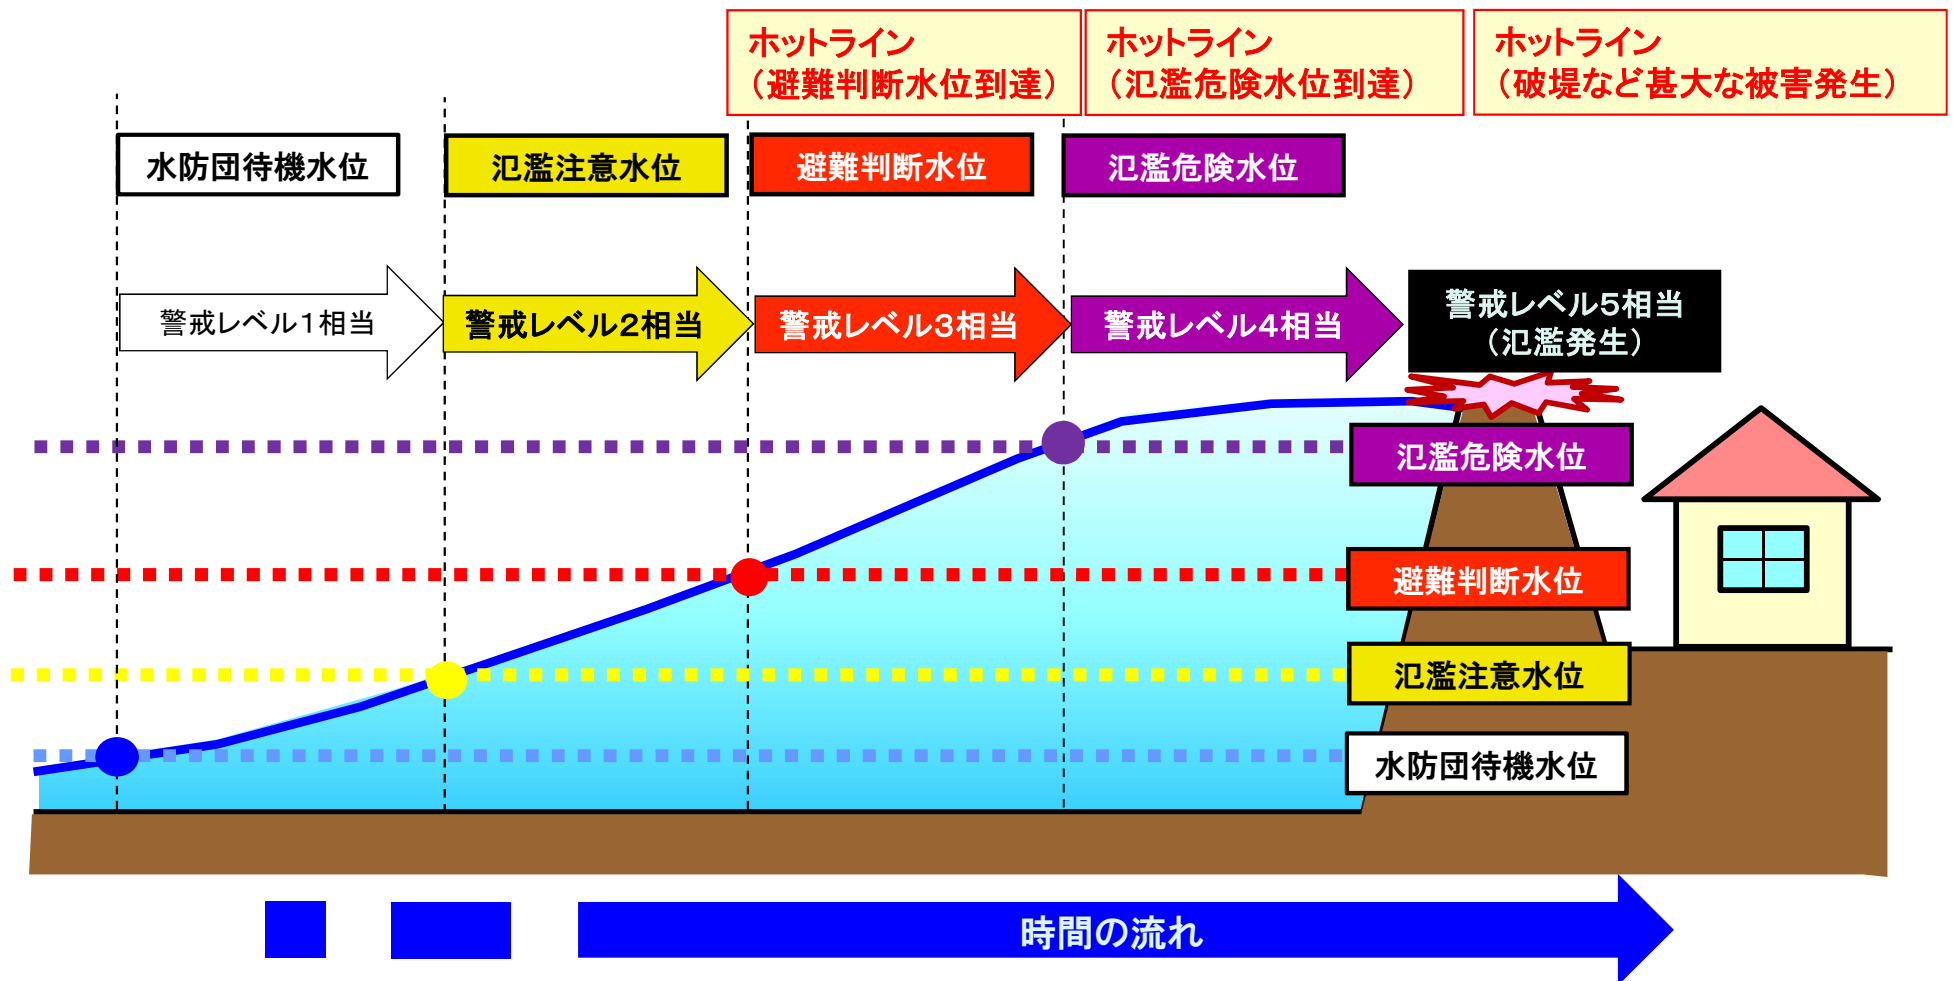 ホットライン
（避難判断水位到達）
ホットライン
（氾濫危険水位到達）
ホットライン
（破堤など甚大な被害発生）
水防団待機水位
氾濫注意水位
避難判断水位
氾濫危険水位
警戒レベル１相当
警戒レベル２相当
警戒レベル３相当
警戒レベル４相当
警戒レベル５相当
（氾濫発生）
氾濫危険水位
避難判断水位
氾濫注意水位
水防団待機水位
時間の流れ